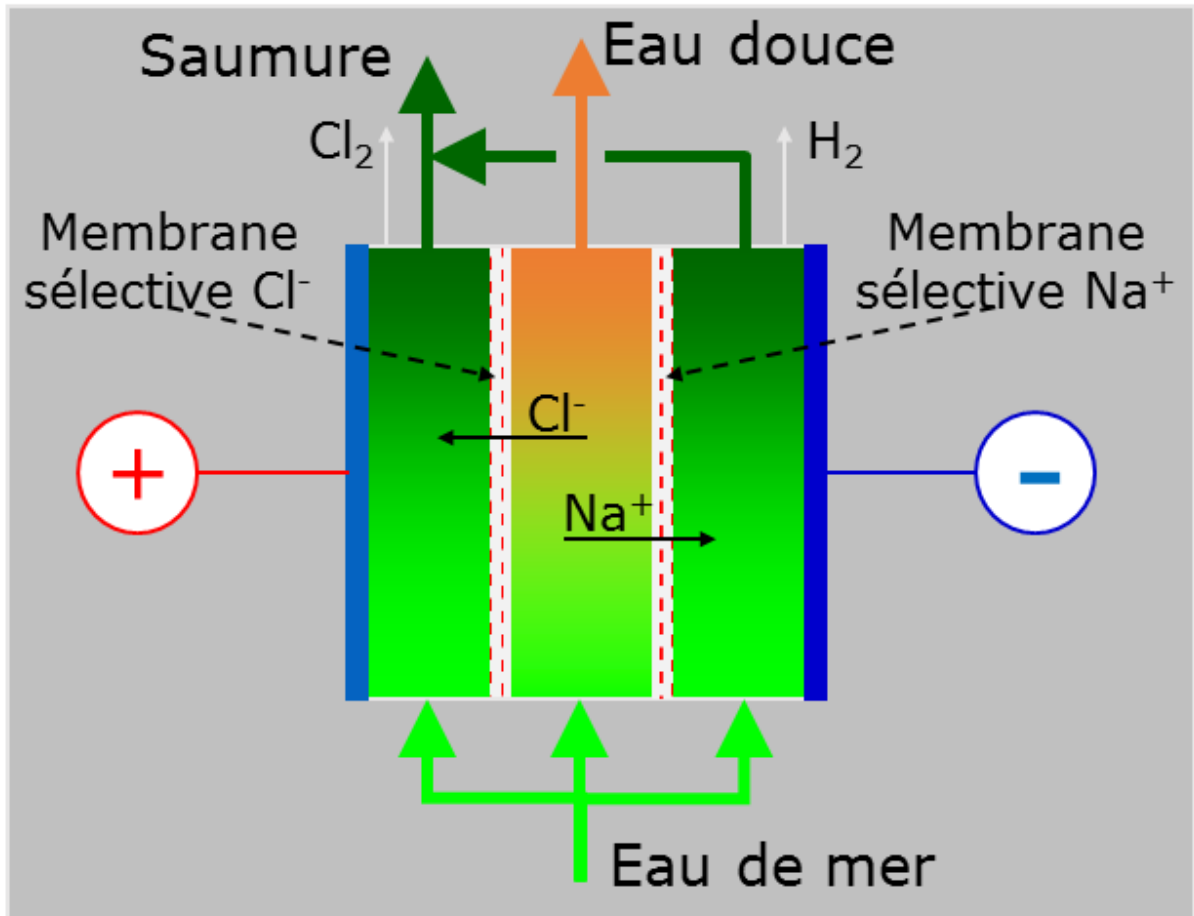 Saumure
Eau douce
Cl₂
H₂
Membrane
sélective Cl⁻
Membrane
sélective Na⁺
Cl⁻
Na⁺
+
-
Eau de mer